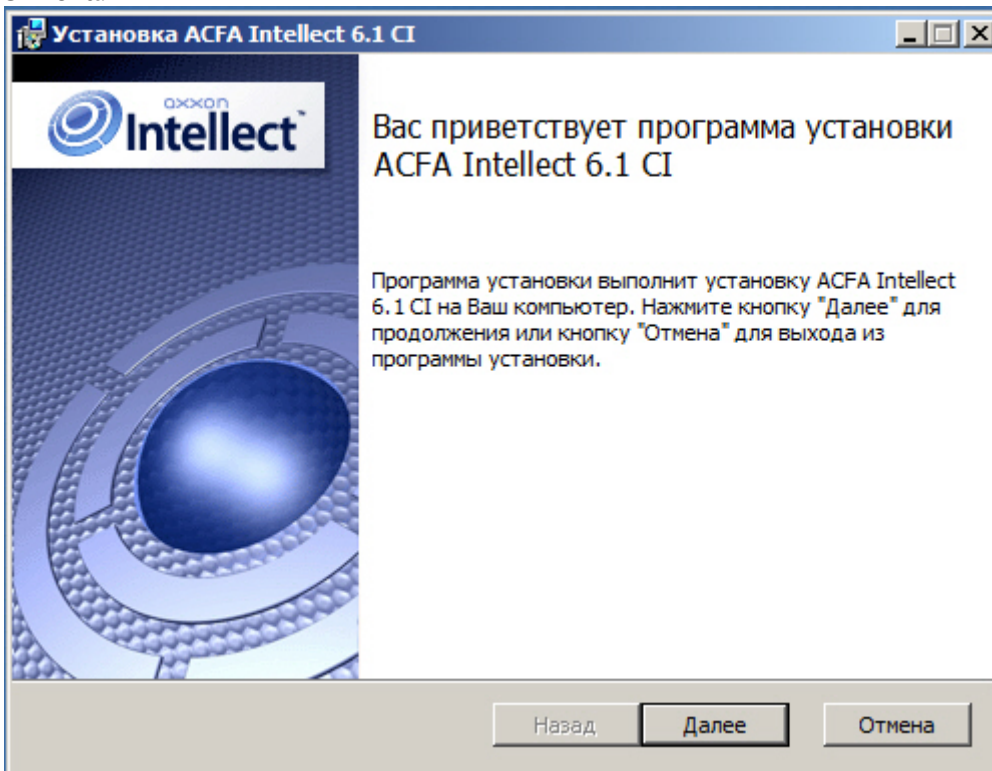 Установка ACFA Intellect 6.1 CI
axxon
Intellect™
Вас приветствует программа установки
ACFA Intellect 6.1 CI
Программа установки выполнит установку ACFA Intellect
6.1 CI на Ваш компьютер. Нажмите кнопку "Далее" для
продолжения или кнопку "Отмена" для выхода из
программы установки.
Назад
Далее
Отмена